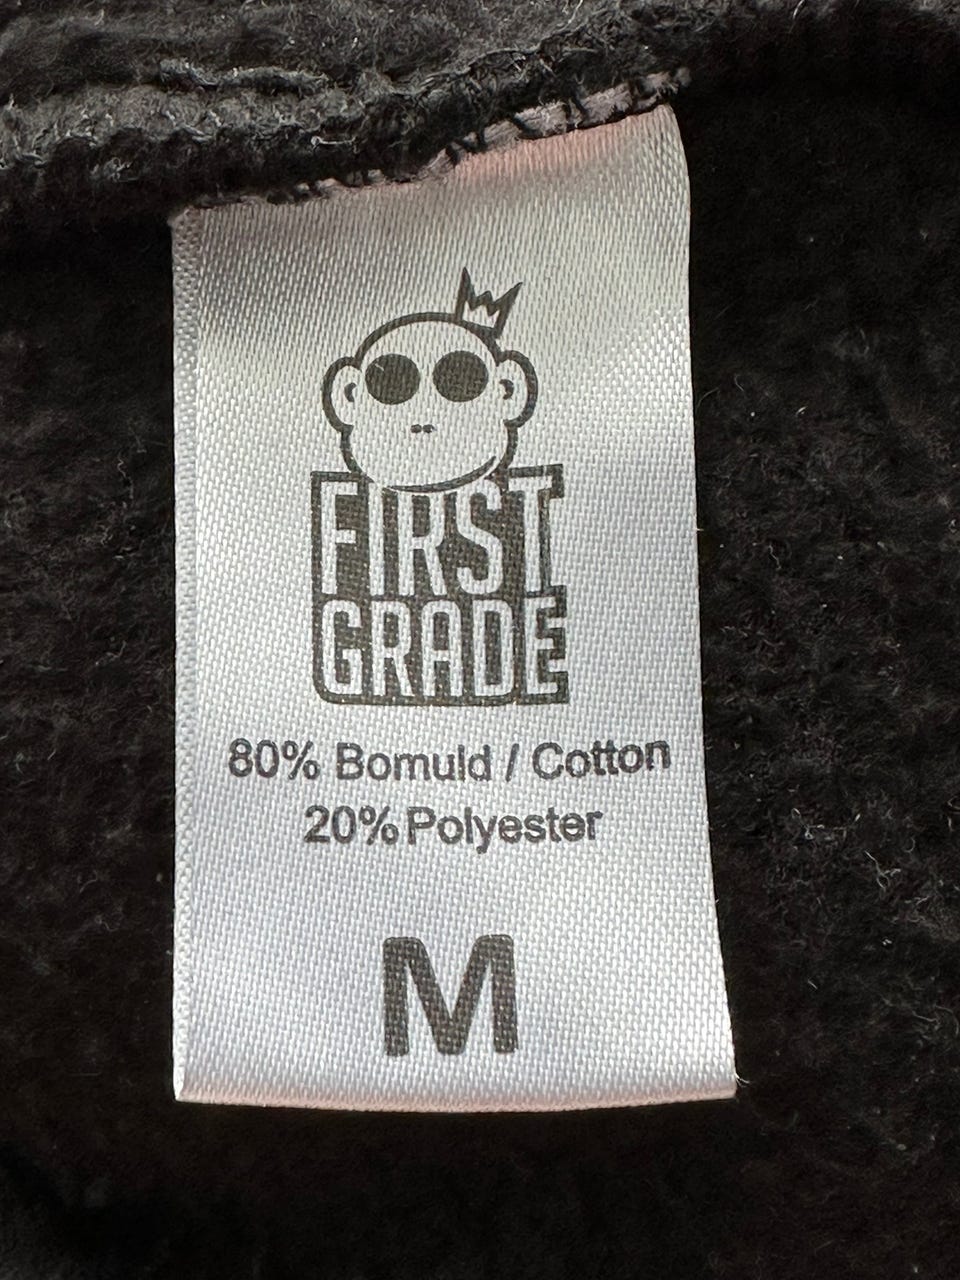 FIRST
GRADE
80% Bomuld / Cotton
20% Polyester
M